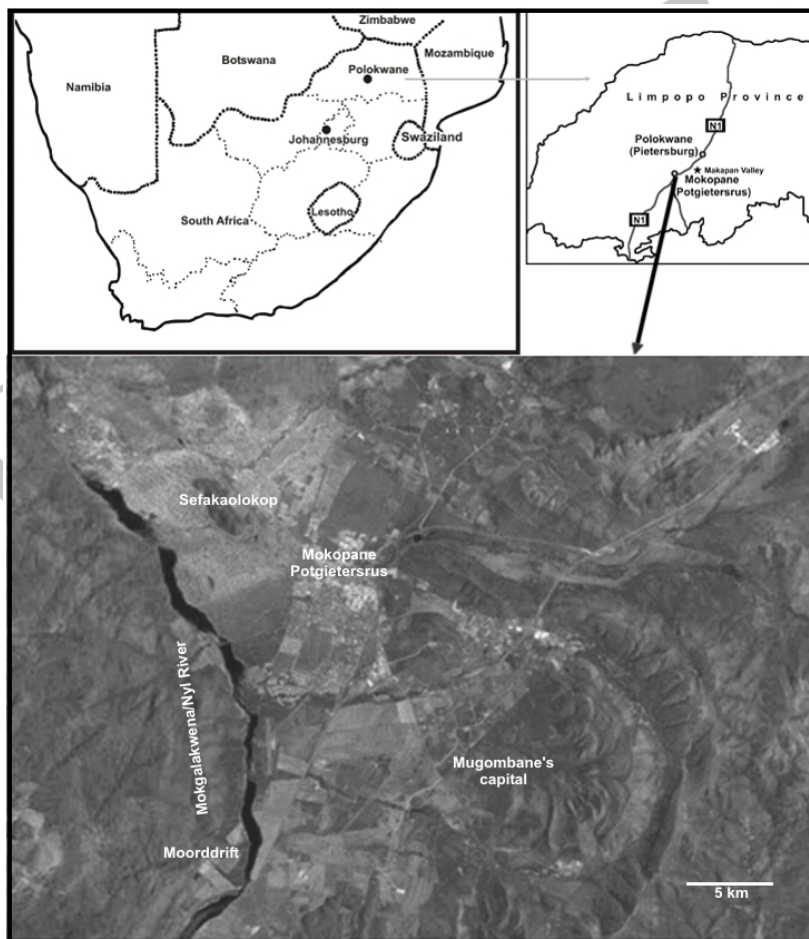 Zimbabwe
Mozambique
Botswana
Namibia
Polokwane
Johannesburg
Swaziland
Lesotho
South Africa
Limpopo Province
N1
Polokwane
(Pietersburg)
Makapan Valley
Mokopane
(Potgietersrus)
N1
Sefakaolokop
Mokopane
Potgietersrus
Mokgalakwena/Nyl River
Mugombane's
capital
Moorddrift
5 km